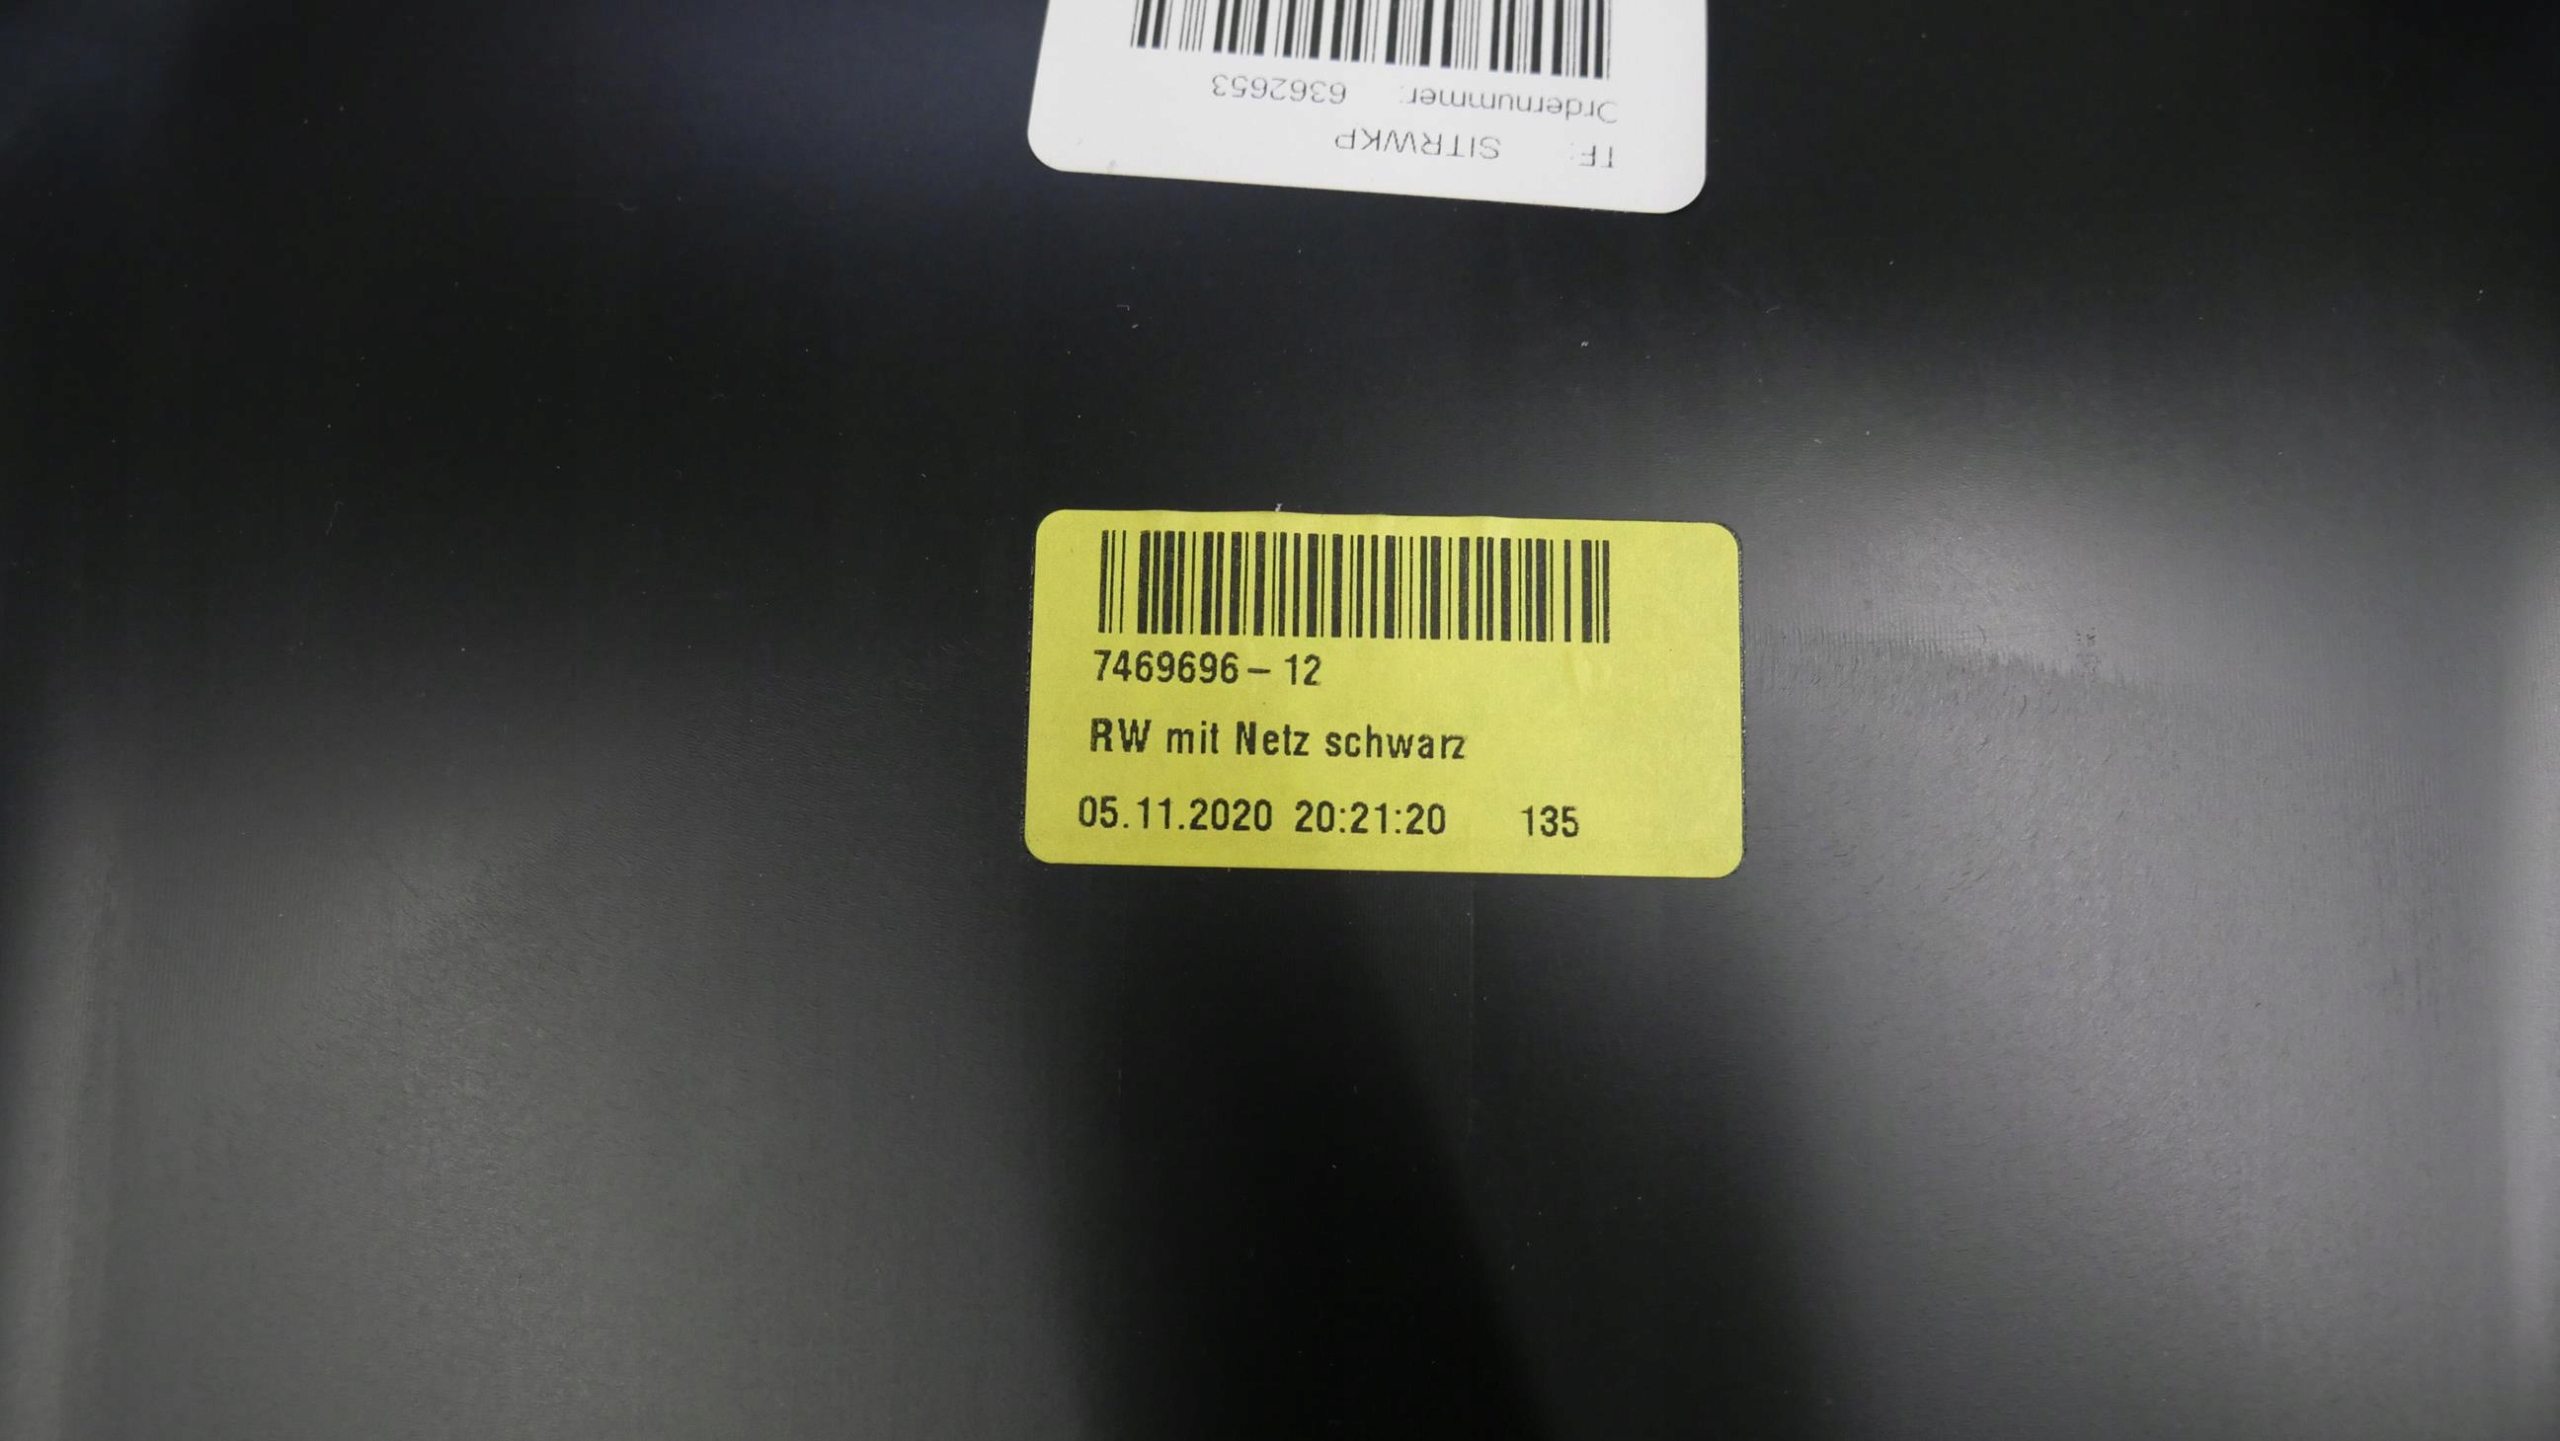 Ordernummer: 6362653
TF: SITRWKP
7469696-12
RW mit Netz schwarz
05.11.2020 20:21:20 135